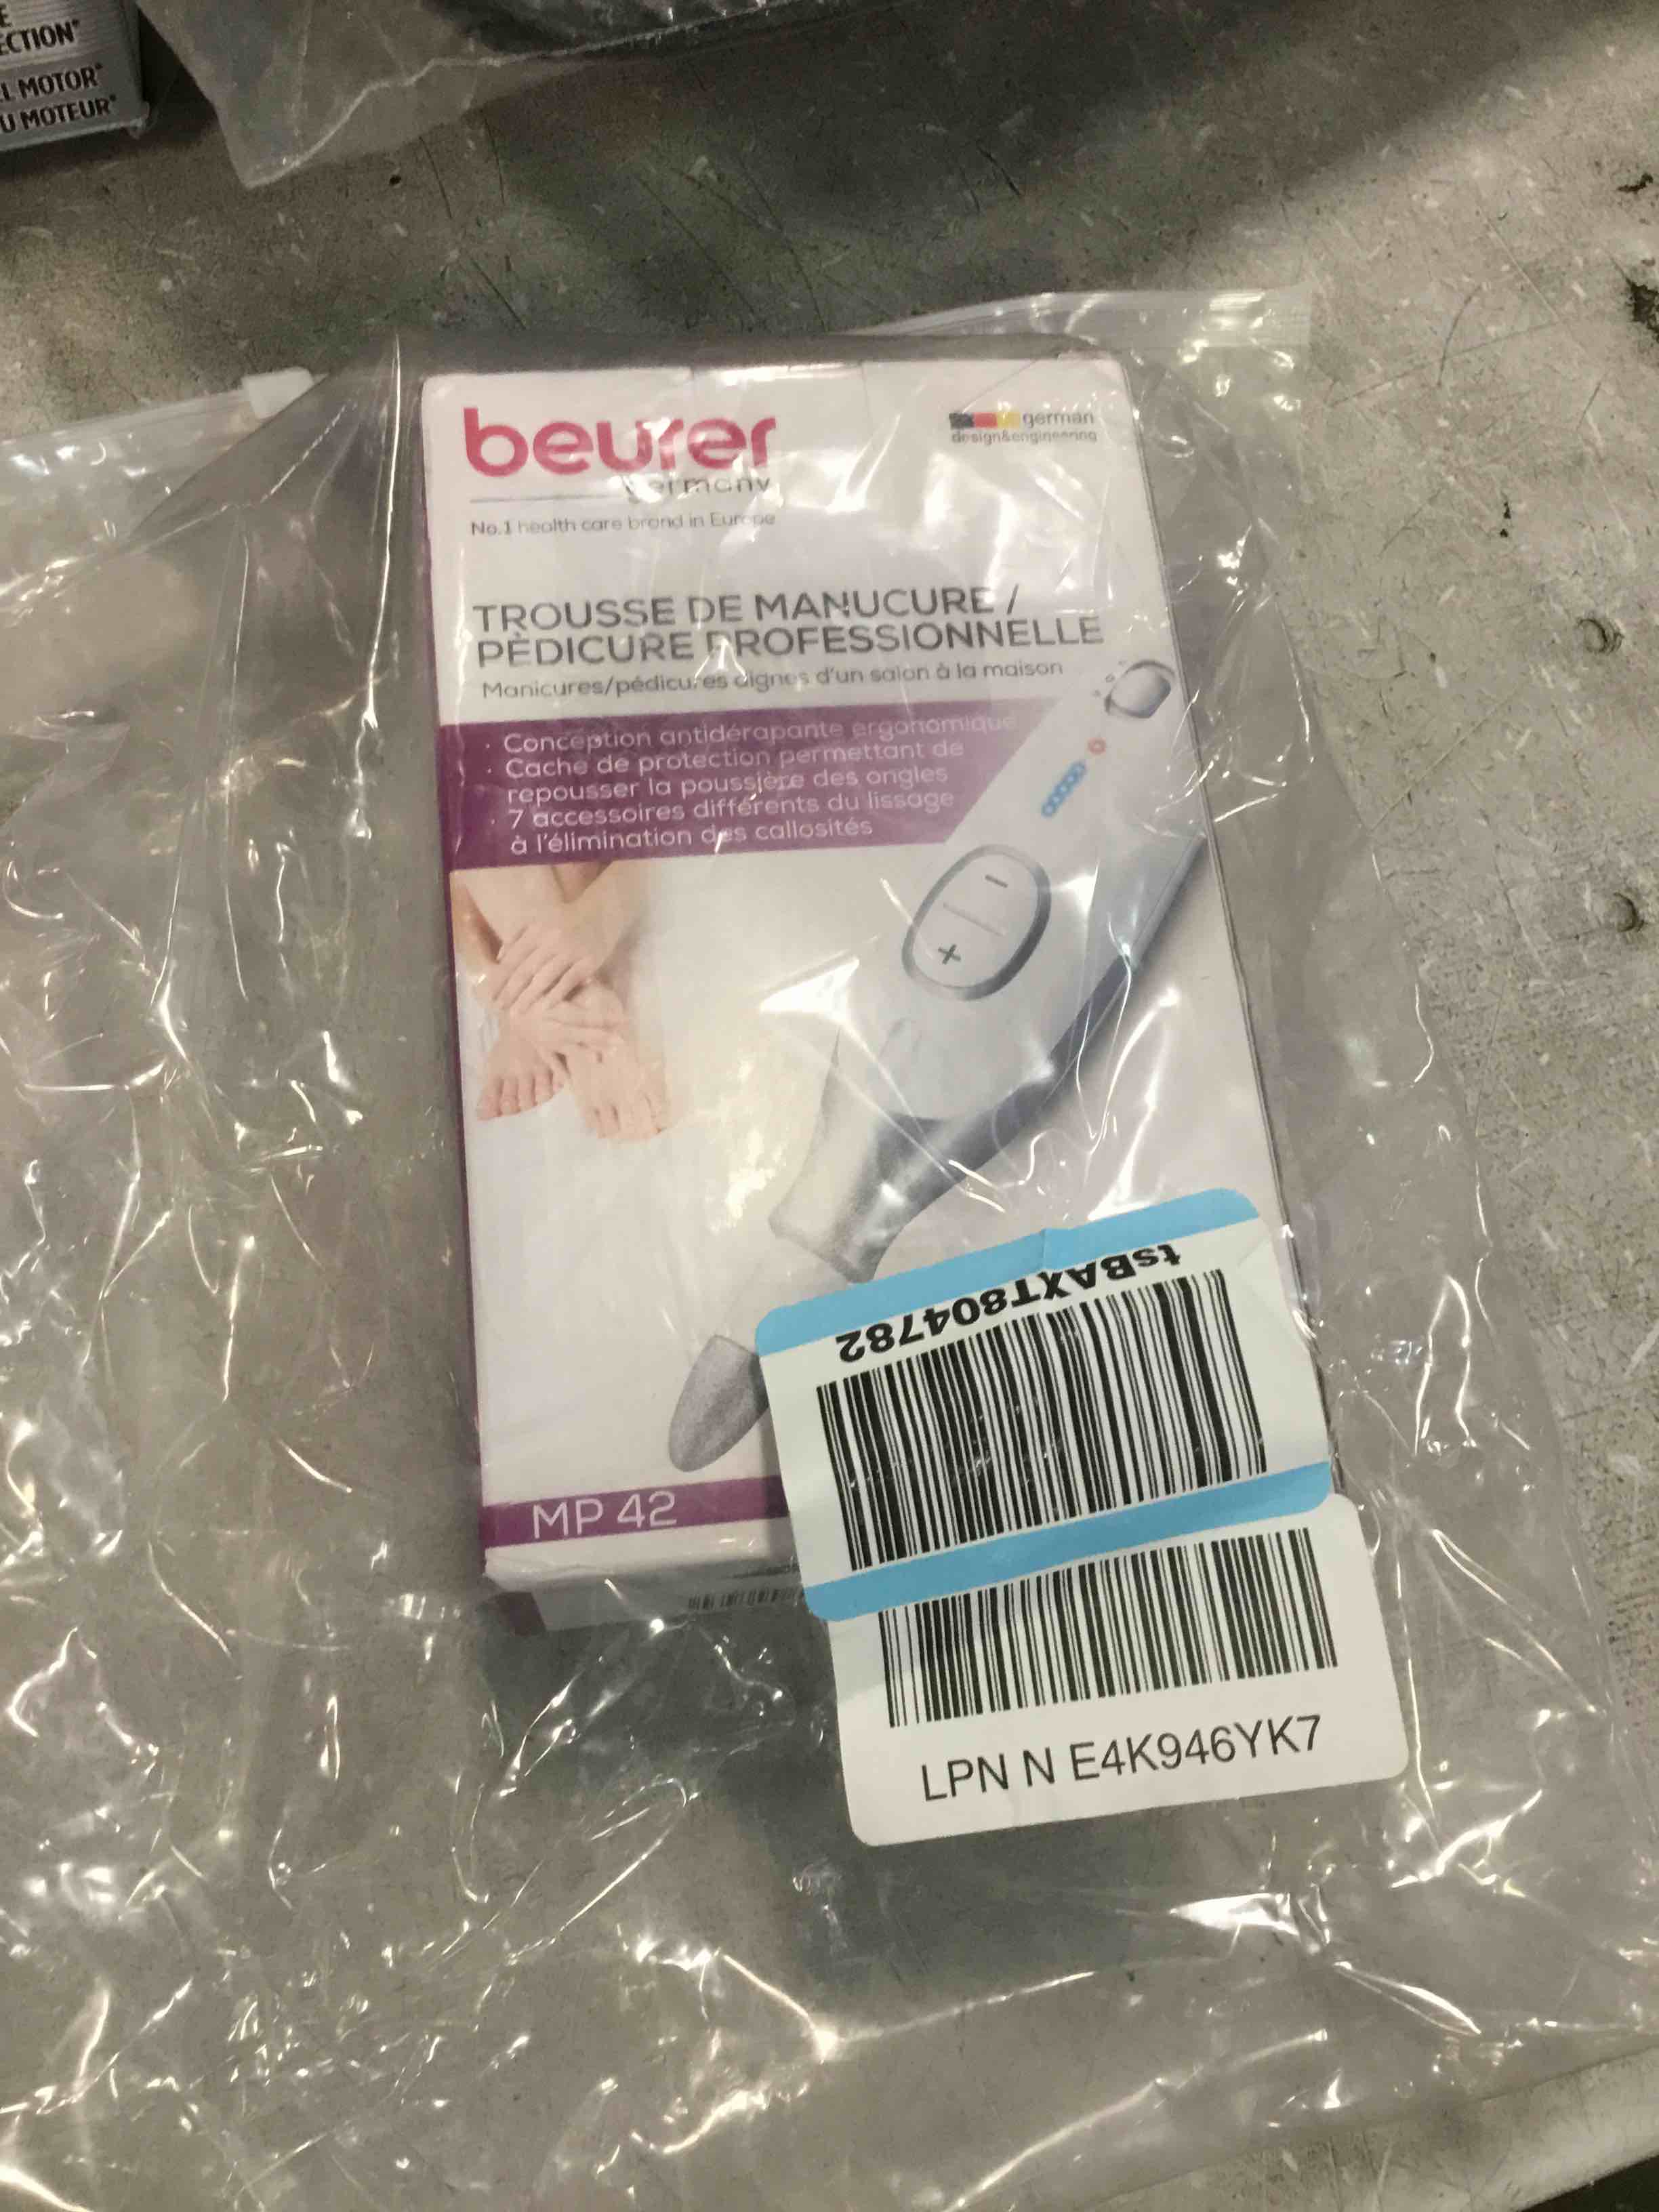 ECTION*
L MOTOR*
U MOTEUR*
beurer
germany
No.1 health care brand in Europe
german
design&engineering
TROUSSE DE MANUCURE /
PÉDICURE PROFESSIONNELLE
Manicures/pédicures dignes d'un salon à la maison
· Conception antidérapante ergonomique
· Cache de protection permettant de
repousser la poussière des ongles
· 7 accessoires différents du lissage
à l'élimination des callosités
−
+
MP 42
tsBAXT804782
LPN N E4K946YK7